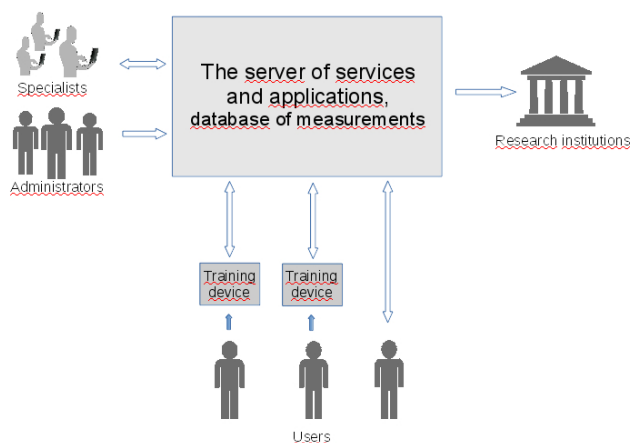 The server of services
and applications,
database of measurements
Specialists
Administrators
Research institutions
Training
device
Training
device
Users